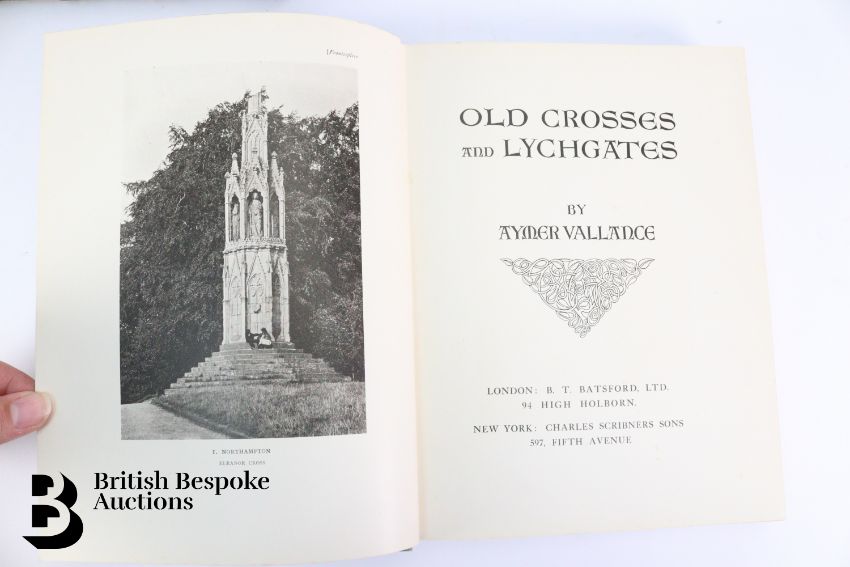 [Frontispiece
1. NORTHAMPTON
ELEANOR CROSS
OLD CROSSES
AND LYCHGATES
BY
AYMER VALLANCE
LONDON: B. T. BATSFORD, LTD.
94 HIGH HOLBORN.
NEW YORK: CHARLES SCRIBNERS SONS
597, FIFTH AVENUE
B
British Bespoke
Auctions